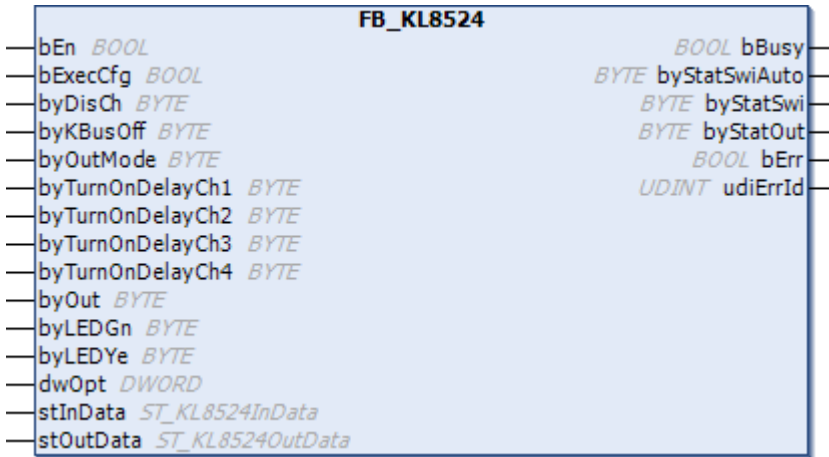 FB_KL8524
bEn BOOL BOOL bBusy
bExecCfg BOOL BYTE byStatSwiAuto
byDisCh BYTE BYTE byStatSwi
byKBusOff BYTE BYTE byStatOut
byOutMode BYTE BOOL bErr
byTurnOnDelayCh1 BYTE UDINT udiErrId
byTurnOnDelayCh2 BYTE
byTurnOnDelayCh3 BYTE
byTurnOnDelayCh4 BYTE
byOut BYTE
byLEDGn BYTE
byLEDYe BYTE
dwOpt DWORD
stInData ST_KL8524InData
stOutData ST_KL8524OutData